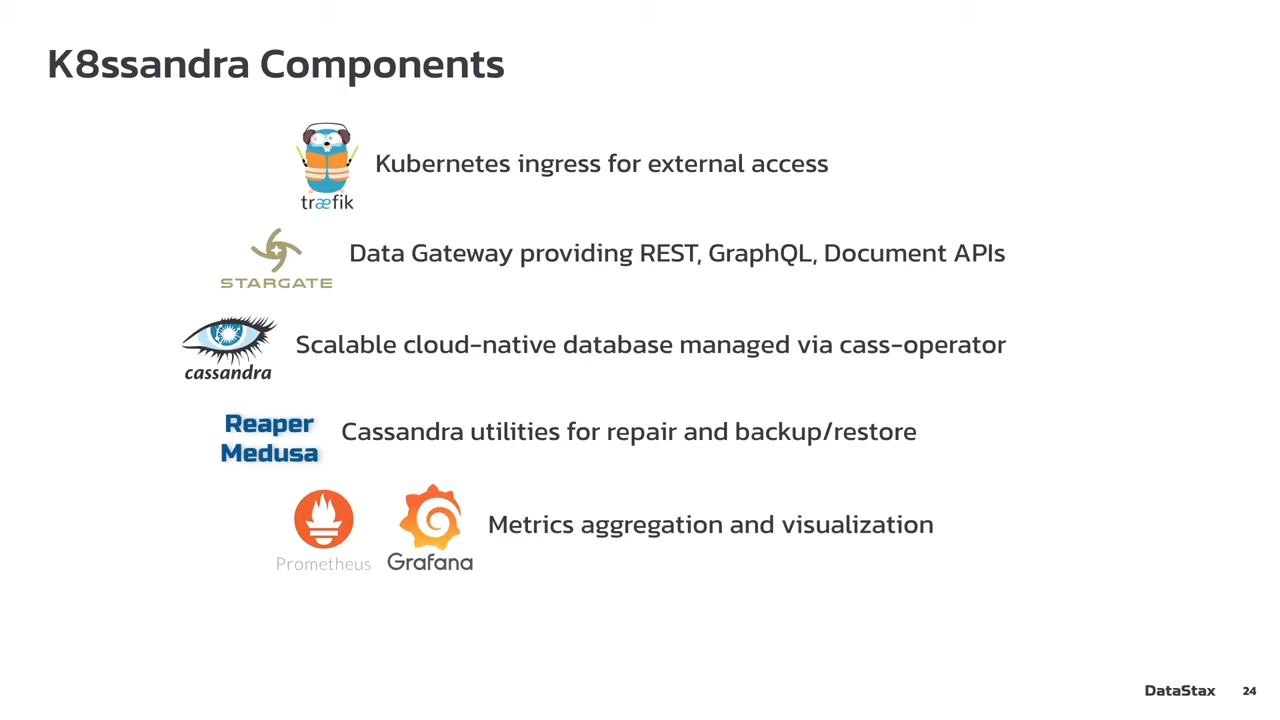 K8ssandra Components
træfik
Kubernetes ingress for external access
STARGATE
Data Gateway providing REST, GraphQL, Document APIs
cassandra
Scalable cloud-native database managed via cass-operator
Reaper
Medusa
Cassandra utilities for repair and backup/restore
Prometheus
Grafana
Metrics aggregation and visualization
DataStax 24